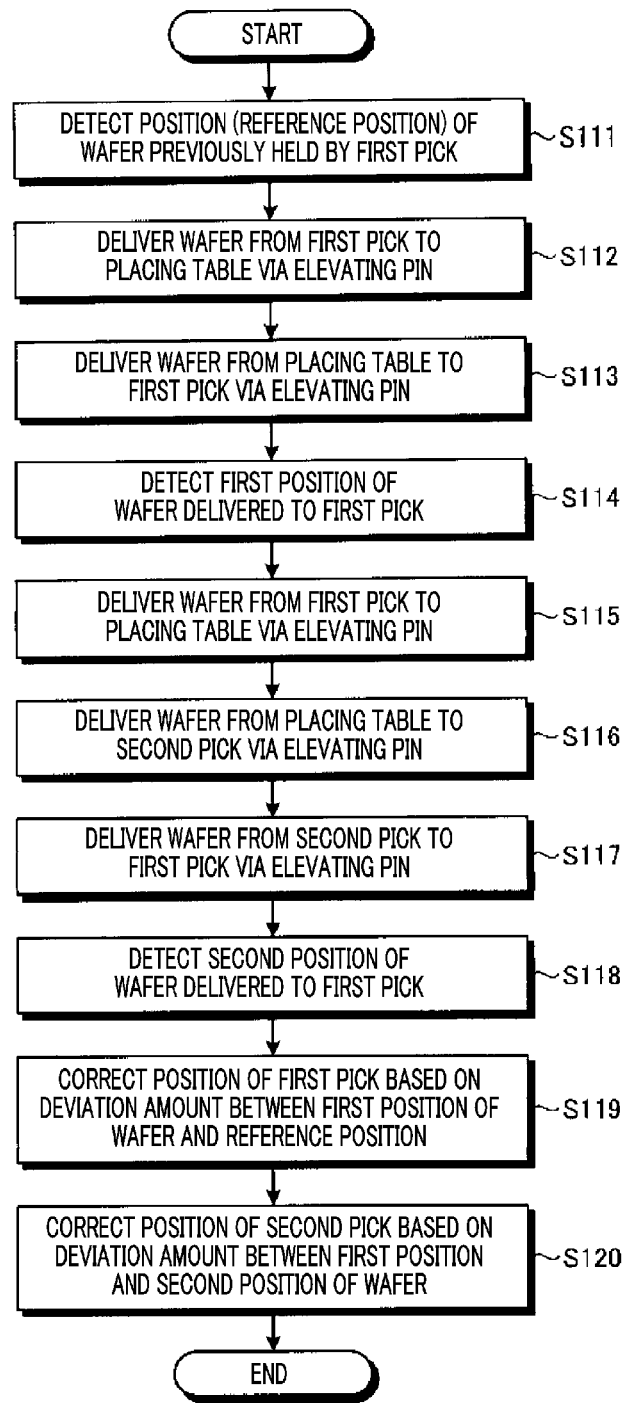 START
DETECT POSITION (REFERENCE POSITION) OF
WAFER PREVIOUSLY HELD BY FIRST PICK
S111
DELIVER WAFER FROM FIRST PICK TO
PLACING TABLE VIA ELEVATING PIN
S112
DELIVER WAFER FROM PLACING TABLE TO
FIRST PICK VIA ELEVATING PIN
S113
DETECT FIRST POSITION OF
WAFER DELIVERED TO FIRST PICK
S114
DELIVER WAFER FROM FIRST PICK TO
PLACING TABLE VIA ELEVATING PIN
S115
DELIVER WAFER FROM PLACING TABLE TO
SECOND PICK VIA ELEVATING PIN
S116
DELIVER WAFER FROM SECOND PICK TO
FIRST PICK VIA ELEVATING PIN
S117
DETECT SECOND POSITION OF
WAFER DELIVERED TO FIRST PICK
S118
CORRECT POSITION OF FIRST PICK BASED ON
DEVIATION AMOUNT BETWEEN FIRST POSITION OF
WAFER AND REFERENCE POSITION
S119
CORRECT POSITION OF SECOND PICK BASED ON
DEVIATION AMOUNT BETWEEN FIRST POSITION
AND SECOND POSITION OF WAFER
S120
END